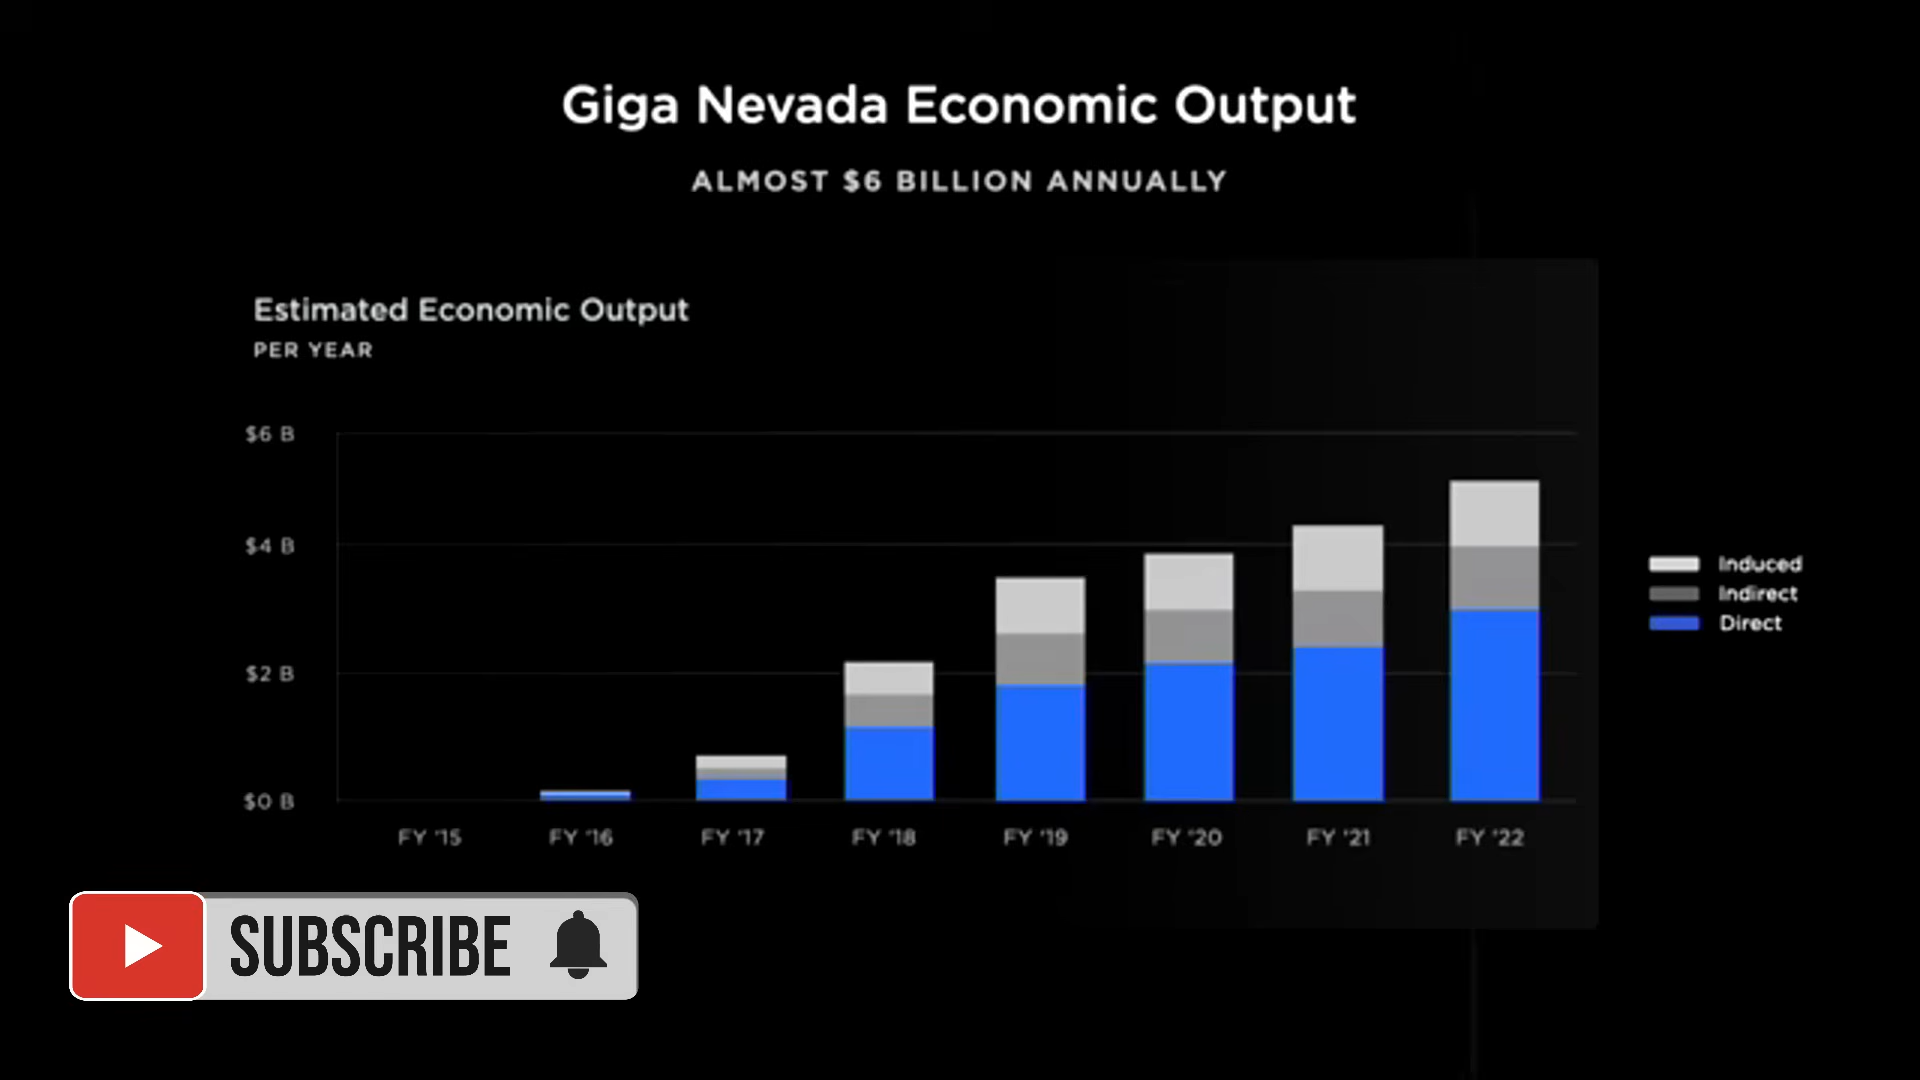 Giga Nevada Economic Output
ALMOST $6 BILLION ANNUALLY
Estimated Economic Output
PER YEAR
$6 B
$4 B
$2 B
$0 B
FY '15 FY '16 FY '17 FY '18 FY '19 FY '20 FY '21 FY '22
Induced
Indirect
Direct
SUBSCRIBE